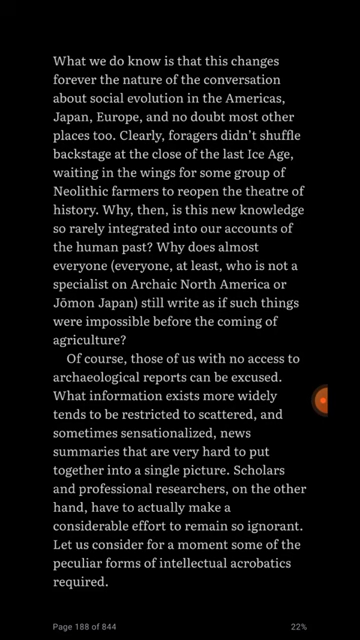 What we do know is that this changes
forever the nature of the conversation
about social evolution in the Americas,
Japan, Europe, and no doubt most other
places too. Clearly, foragers didn’t shuffle
backstage at the close of the last Ice Age,
waiting in the wings for some group of
Neolithic farmers to reopen the theatre of
history. Why, then, is this new knowledge
so rarely integrated into our accounts of
the human past? Why does almost
everyone (everyone, at least, who is not a
specialist on Archaic North America or
Jōmon Japan) still write as if such things
were impossible before the coming of
agriculture?
Of course, those of us with no access to
archaeological reports can be excused.
What information exists more widely
tends to be restricted to scattered, and
sometimes sensationalized, news
summaries that are very hard to put
together into a single picture. Scholars
and professional researchers, on the other
hand, have to actually make a
considerable effort to remain so ignorant.
Let us consider for a moment some of the
peculiar forms of intellectual acrobatics
required.
Page 188 of 844 22%